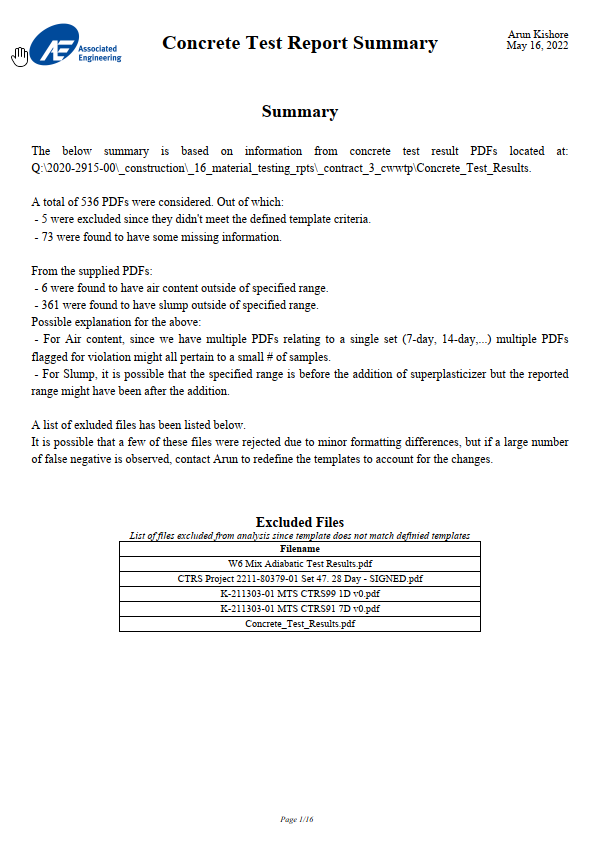 AE Associated
Engineering
Concrete Test Report Summary
Arun Kishore
May 16, 2022
Summary
The below summary is based on information from concrete test result PDFs located at:
Q:\2020-2915-00\_construction\_16_material_testing_rpts\_contract_3_cwwtp\Concrete_Test_Results.
A total of 536 PDFs were considered. Out of which:
- 5 were excluded since they didn't meet the defined template criteria.
- 73 were found to have some missing information.
From the supplied PDFs:
- 6 were found to have air content outside of specified range.
- 361 were found to have slump outside of specified range.
Possible explanation for the above:
- For Air content, since we have multiple PDFs relating to a single set (7-day, 14-day,...) multiple PDFs
flagged for violation might all pertain to a small # of samples.
- For Slump, it is possible that the specified range is before the addition of superplasticizer but the reported
range might have been after the addition.
A list of exluded files has been listed below.
It is possible that a few of these files were rejected due to minor formatting differences, but if a large number
of false negative is observed, contact Arun to redefine the templates to account for the changes.
Excluded Files
List of files excluded from analysis since template does not match definied templates
Filename
W6 Mix Adiabatic Test Results.pdf
CTRS Project 2211-80379-01 Set 47. 28 Day - SIGNED.pdf
K-211303-01 MTS CTRS99 1D v0.pdf
K-211303-01 MTS CTRS91 7D v0.pdf
Concrete_Test_Results.pdf
Page 1/16